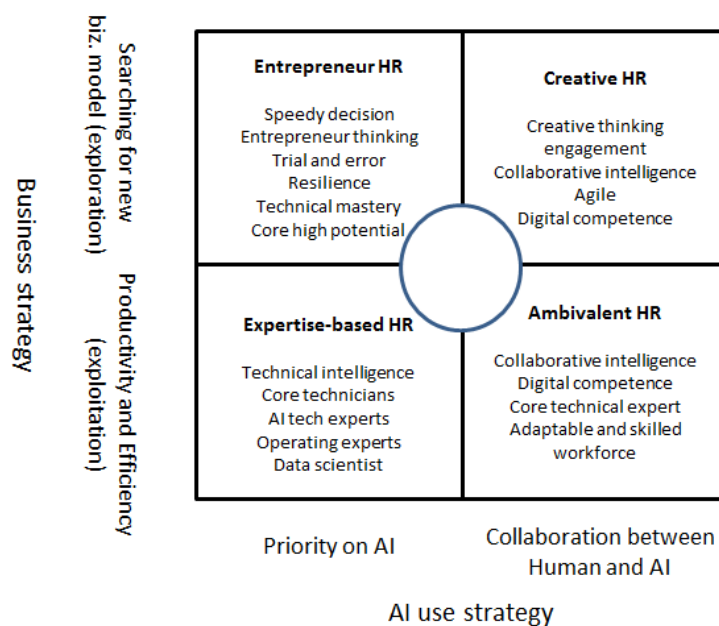 Business strategy
Searching for new
biz. model (exploration)
Productivity and Efficiency
(exploitation)
Entrepreneur HR
Speedy decision
Entrepreneur thinking
Trial and error
Resilience
Technical mastery
Core high potential
Creative HR
Creative thinking
engagement
Collaborative intelligence
Agile
Digital competence
Expertise-based HR
Technical intelligence
Core technicians
AI tech experts
Operating experts
Data scientist
Ambivalent HR
Collaborative intelligence
Digital competence
Core technical expert
Adaptable and skilled
workforce
Priority on AI
Collaboration between
Human and AI
AI use strategy